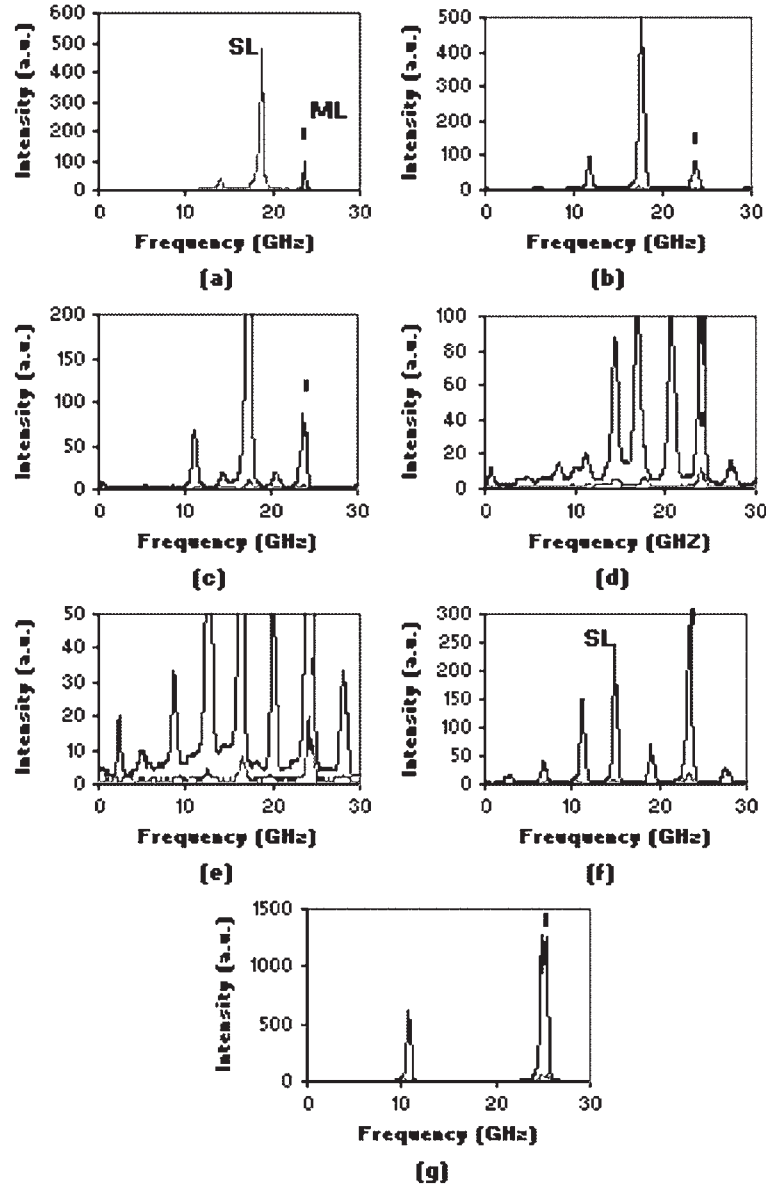 600
500
400
300
200
100
0
Intensity (a.u.)
SL
ML
0 10 20 30
Frequency (GHz)
(a)
500
400
300
200
100
0
Intensity (a.u.)
0 10 20 30
Frequency (GHz)
(b)
200
150
100
50
0
Intensity (a.u.)
0 10 20 30
Frequency (GHz)
(c)
100
80
60
40
20
0
Intensity (a.u.)
0 10 20 30
Frequency (GHZ)
(d)
50
40
30
20
10
0
Intensity (a.u.)
0 10 20 30
Frequency (GHz)
(e)
300
250
200
150
100
50
0
Intensity (a.u.)
SL
0 10 20 30
Freuquency (GHz)
(f)
1500
1000
500
0
Intensity (a.u.)
0 10 20 30
Frequency (GHz)
(g)